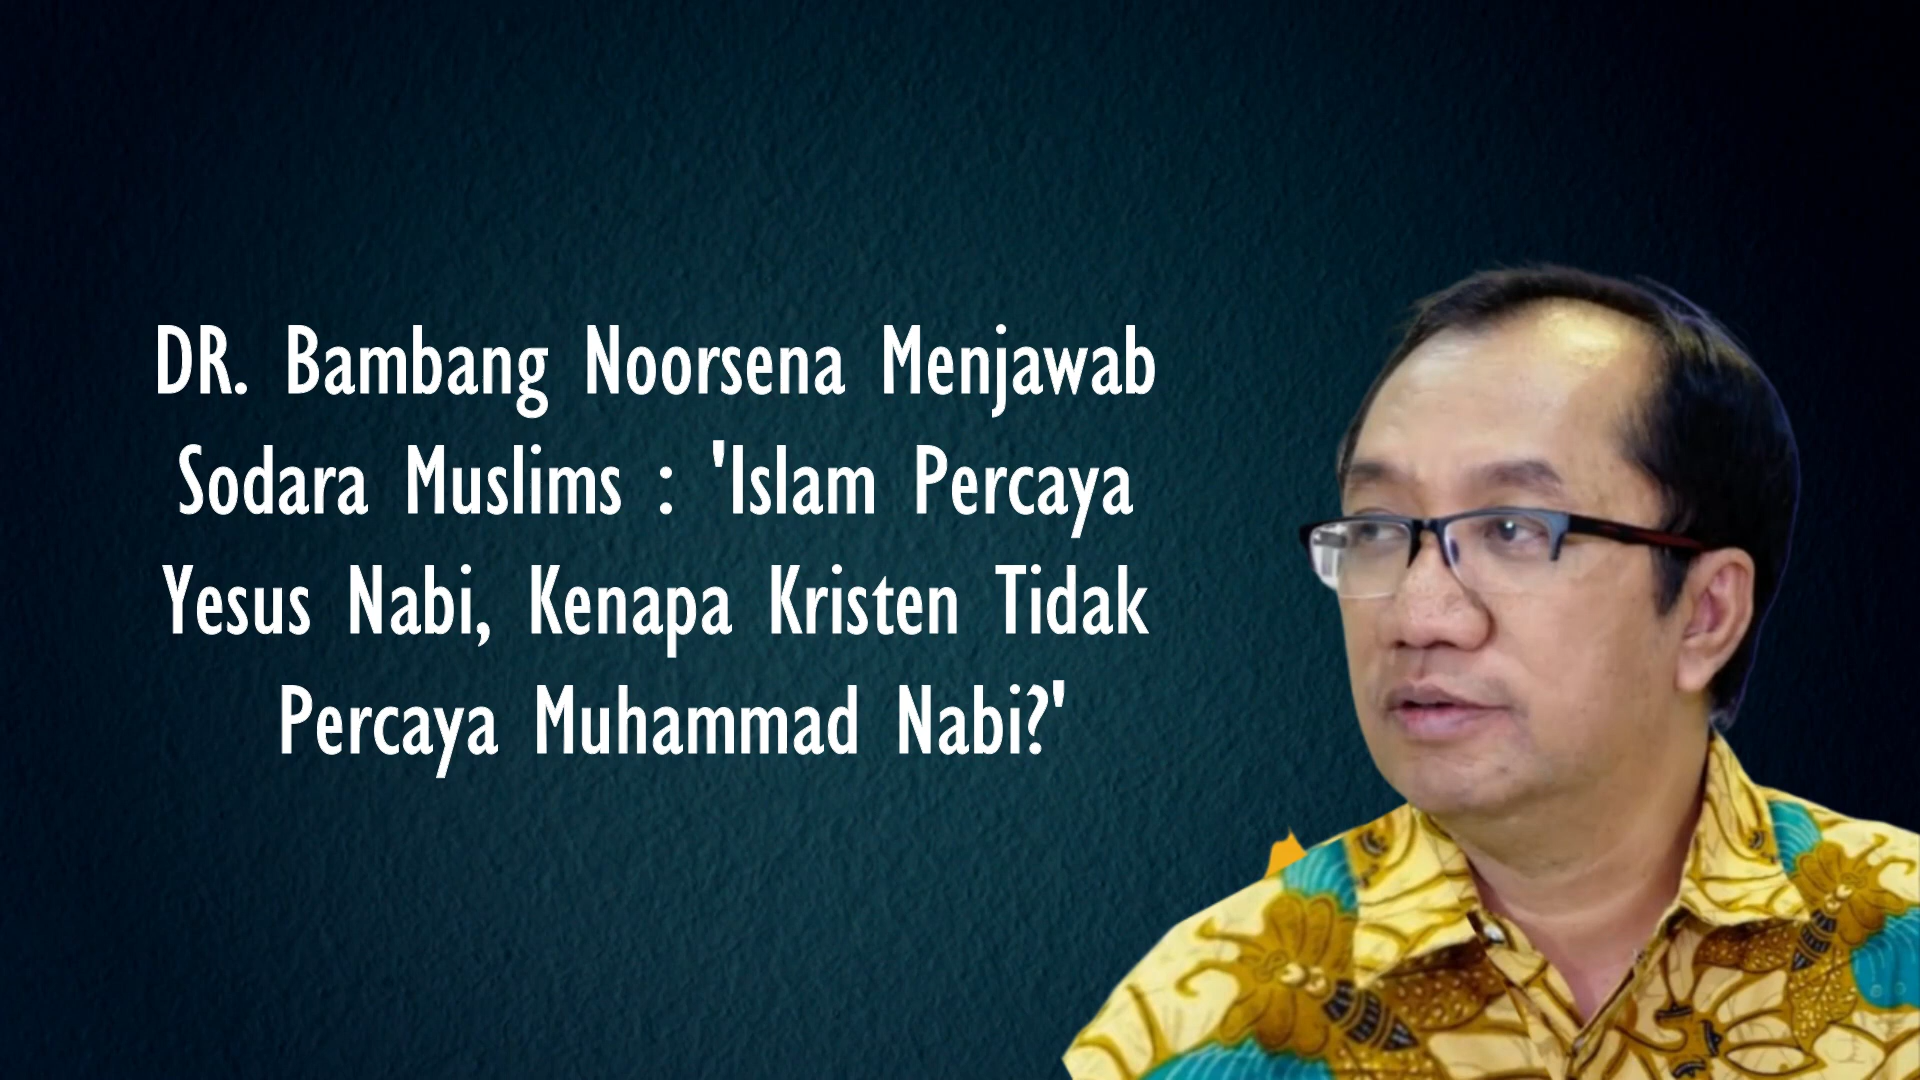 DR. Bambang Noorsena Menjawab
Sodara Muslims : 'Islam Percaya
Yesus Nabi, Kenapa Kristen Tidak
Percaya Muhammad Nabi?'